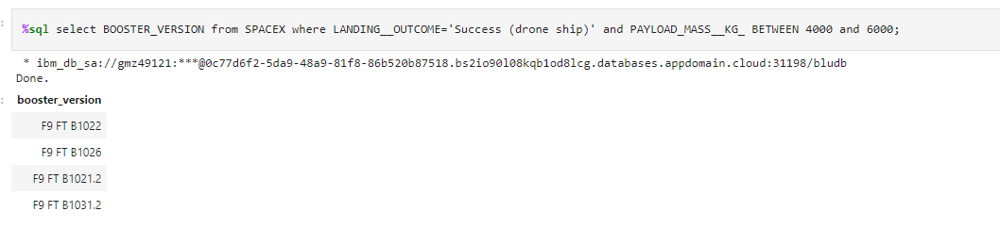 %sql select BOOSTER_VERSION from SPACEX where LANDING__OUTCOME='Success (drone ship)' and PAYLOAD_MASS__KG_ BETWEEN 4000 and 6000;
* ibm_db_sa://gmz49121:***@0c77d6f2-5da9-48a9-81f8-86b520b87518.bs2io90l08kqb1od8lcg.databases.appdomain.cloud:31198/bludb
Done.
booster_version
F9 FT B1022
F9 FT B1026
F9 FT B1021.2
F9 FT B1031.2